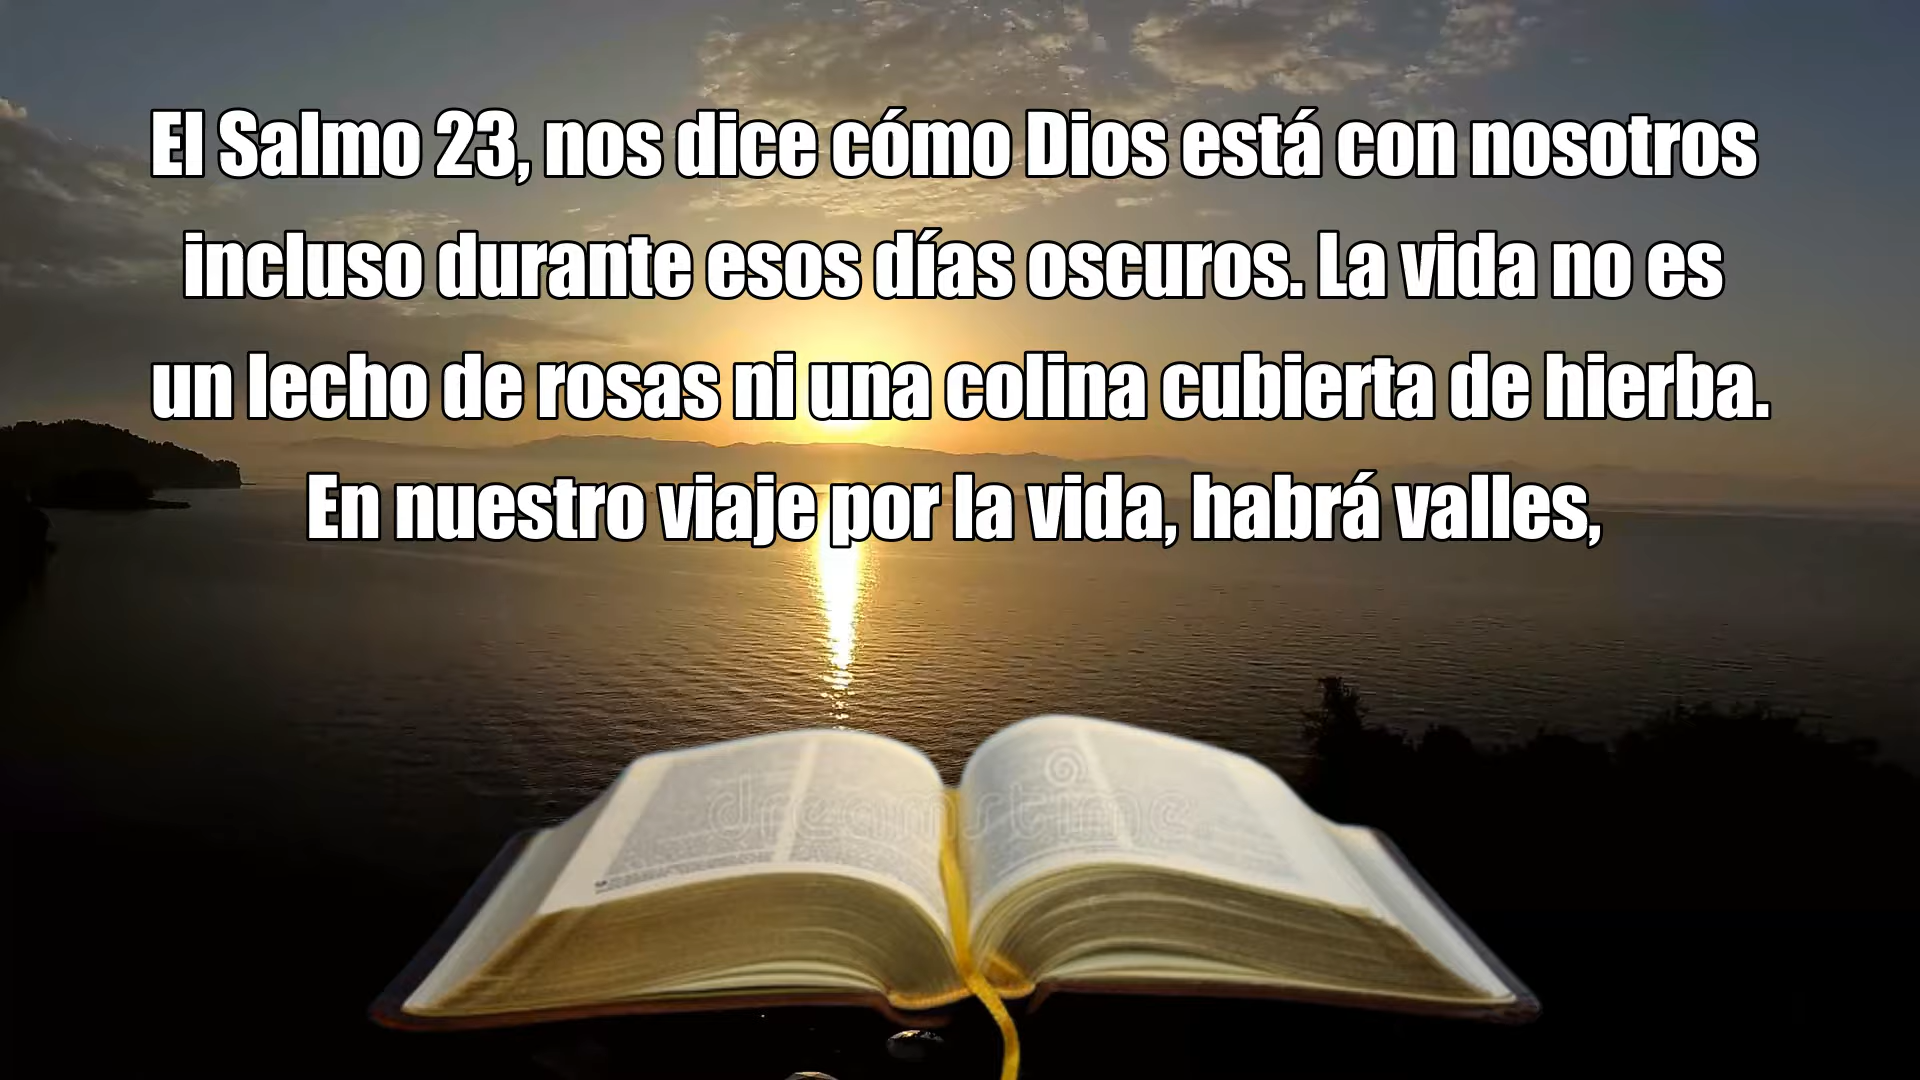 El Salmo 23, nos dice cómo Dios está con nosotros
incluso durante esos días oscuros. La vida no es
un lecho de rosas ni una colina cubierta de hierba.
En nuestro viaje por la vida, habrá valles,
dreamstime